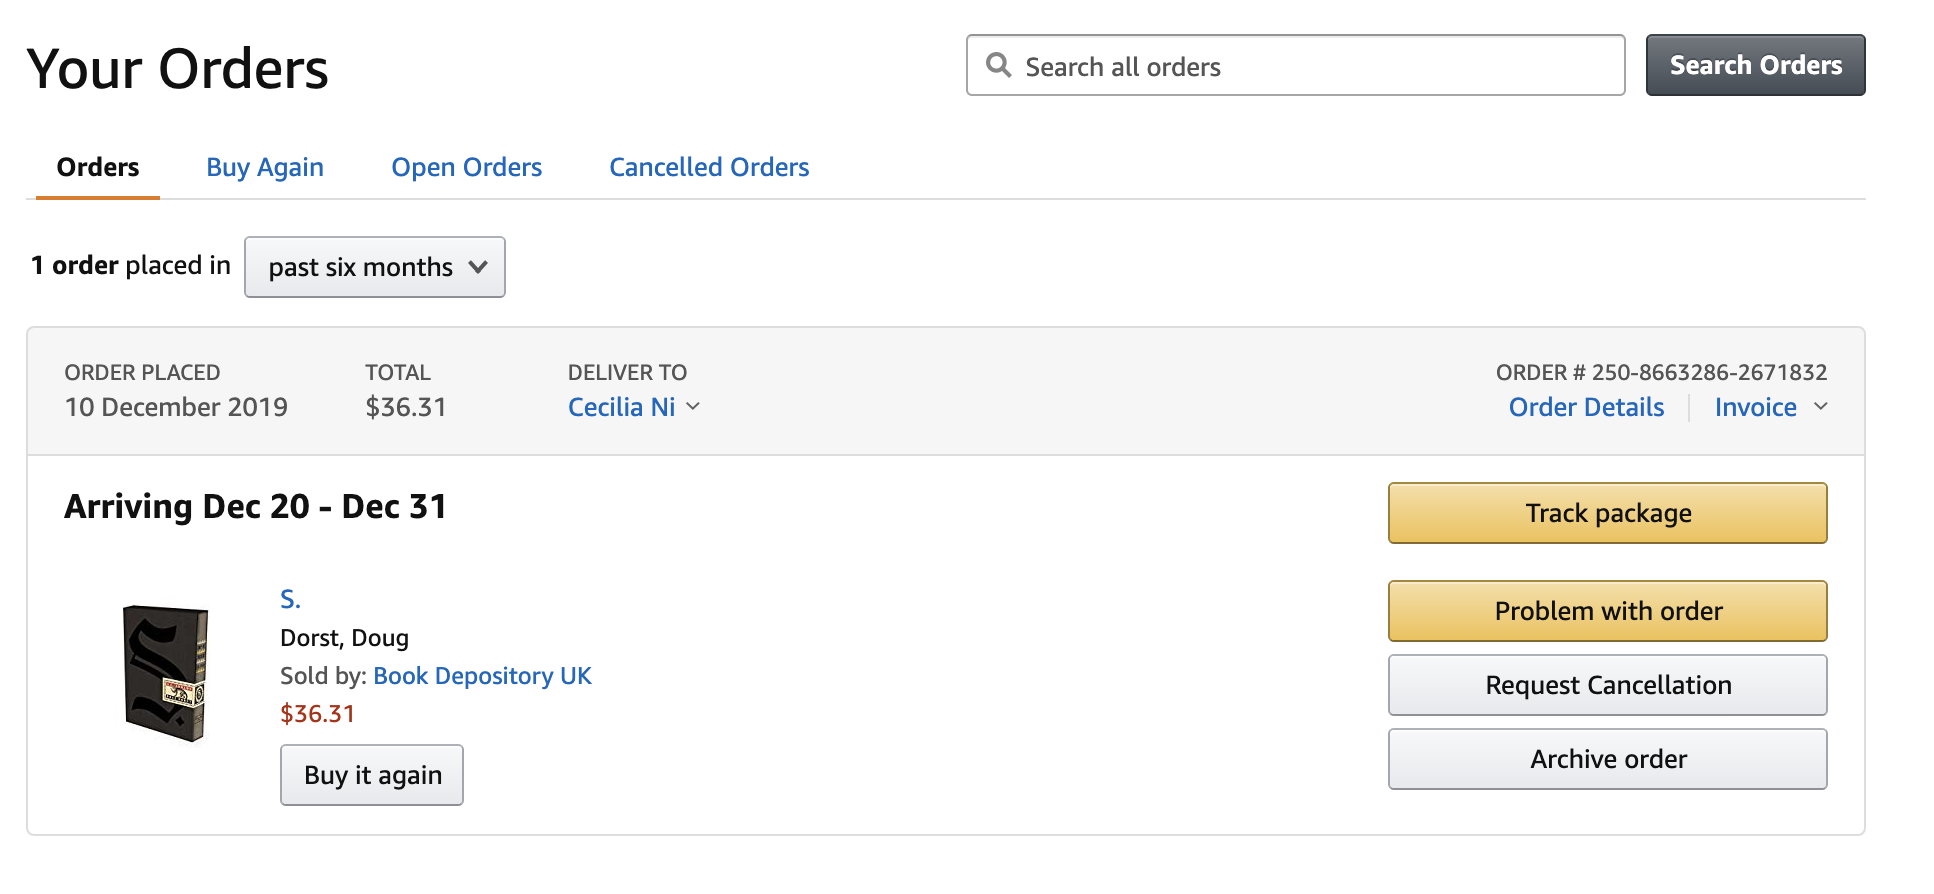 Your Orders
Search all orders
Search Orders
Orders Buy Again Open Orders Cancelled Orders
1 order placed in past six months
ORDER PLACED TOTAL DELIVER TO ORDER # 250-8663286-2671832
10 December 2019 $36.31 Cecilia Ni Order Details Invoice
Arriving Dec 20 - Dec 31
Track package
S.
Dorst, Doug
Sold by: Book Depository UK
$36.31
Buy it again
Problem with order
Request Cancellation
Archive order
S.